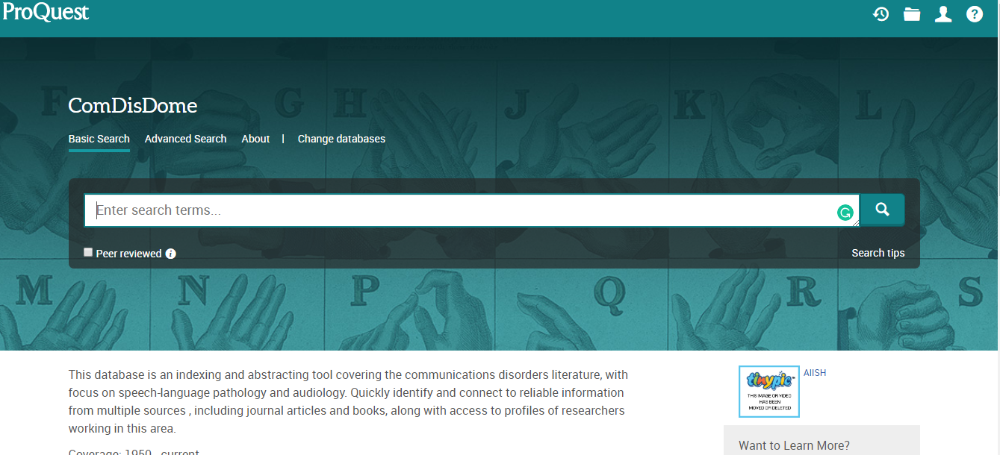 ProQuest
?
F G H J K L
ComDisDome
Basic Search Advanced Search About | Change databases
Enter search terms...
G
Peer reviewed i
Search tips
M N P Q R S
This database is an indexing and abstracting tool covering the communications disorders literature, with
focus on speech-language pathology and audiology. Quickly identify and connect to reliable information
from multiple sources , including journal articles and books, along with access to profiles of researchers
working in this area.
Coverage: 1950 - current
tinypic™
THIS IMAGE OR VIDEO
HAS BEEN
MOVED OR DELETED
AIISH
Want to Learn More?